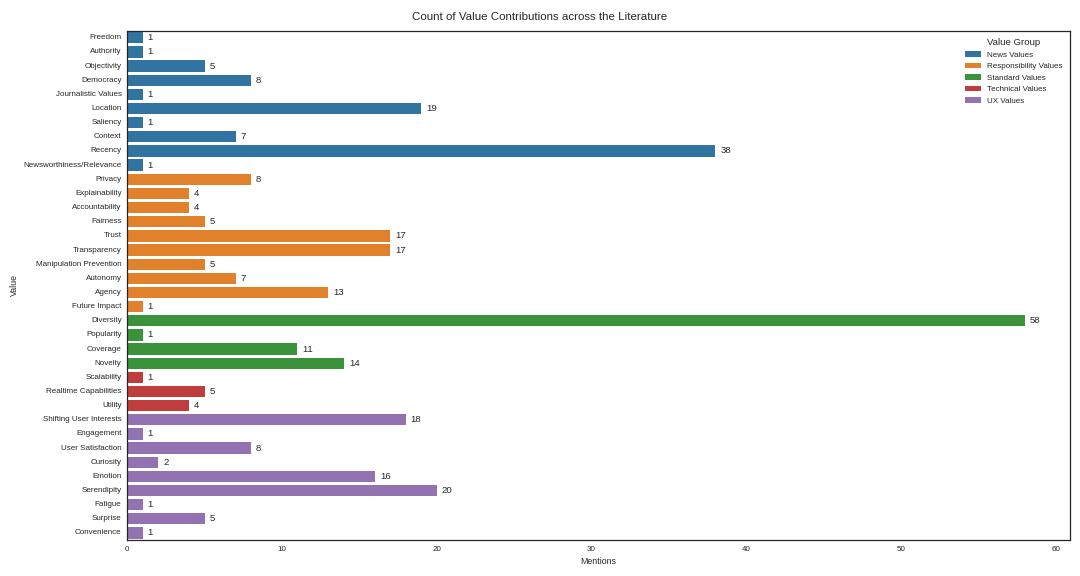 Count of Value Contributions across the Literature
Value Group
News Values
Responsibility Values
Standard Values
Technical Values
UX Values
Value
Freedom 1
Authority 1
Objectivity 5
Democracy 8
Journalistic Values 1
Location 19
Saliency 1
Context 7
Recency 38
Newsworthiness/Relevance 1
Privacy 8
Explainability 4
Accountability 4
Fairness 5
Trust 17
Transparency 17
Manipulation Prevention 5
Autonomy 7
Agency 13
Future Impact 1
Diversity 58
Popularity 1
Coverage 11
Novelty 14
Scalability 1
Realtime Capabilities 5
Utility 4
Shifting User Interests 18
Engagement 1
User Satisfaction 8
Curiosity 2
Emotion 16
Serendipity 20
Fatigue 1
Surprise 5
Convenience 1
0 10 20 30 40 50 60
Mentions